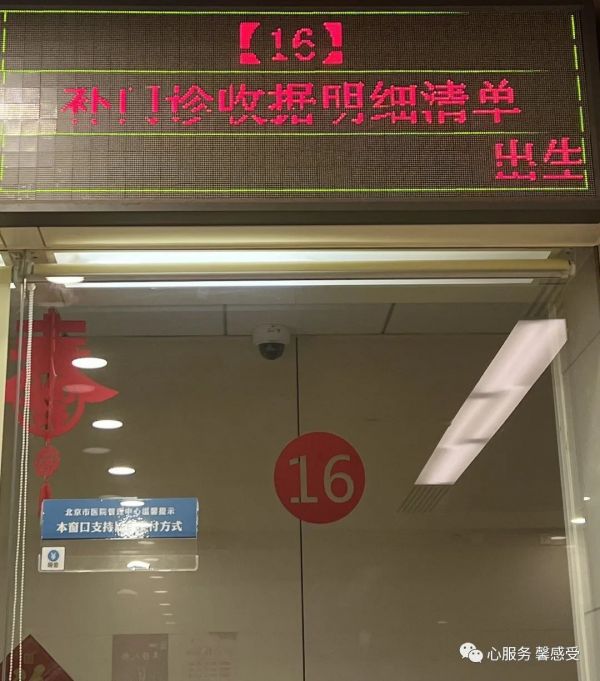 【16】
补门诊收据明细清单
出生
16
北京市医院管理中心温馨提示
本窗口支持 付方式
心服务 馨感受